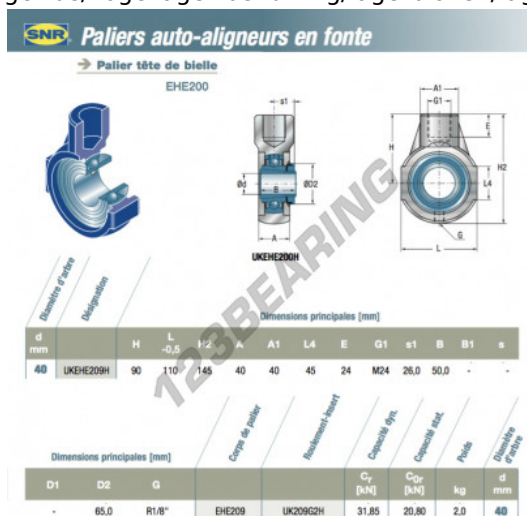 SNR Paliers auto-aligneurs en fonte
Palier tête de bielle
EHE200
s1
A1
G1
E
H
H2
L4
Ød
B
ØD2
A
G
L
UKEHE200H
123BEARING
Diamètre d'arbre
Désignation
Dimensions principales [mm]
d mm H L -0,5 H2 A A1 L4 E G1 s1 B B1 s
40 UKEHE209H 90 110 145 40 40 45 24 M24 26,0 50,0 - -
Dimensions principales [mm]
Corps de palier
Roulement-insert
Capacité dyn.
Capacité stat.
Poids
Diamètre d'arbre
D1 D2 G Cr [kN] C0r [kN] kg d mm
- 65,0 R1/8" EHE209 UK209G2H 31,85 20,80 2,0 40